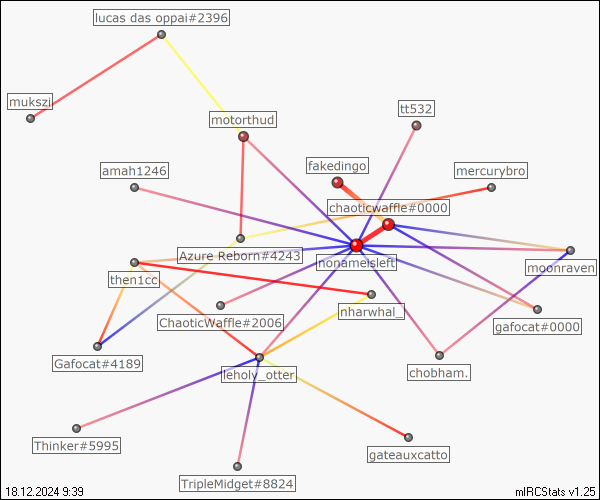 lucas das oppai#2396
mukszi
motorthud
tt532
fakedingo
amah1246
mercurybro
chaoticwaffle#0000
Azure Reborn#4243
nonameisleft
moonraven
then1cc
ChaoticWaffle#2006
nharwhal_
gafocat#0000
Gafocat#4189
leholy_otter
chobham.
Thinker#5995
gateauxcatto
TripleMidget#8824
18.12.2024 9:39
mIRCStats v1.25